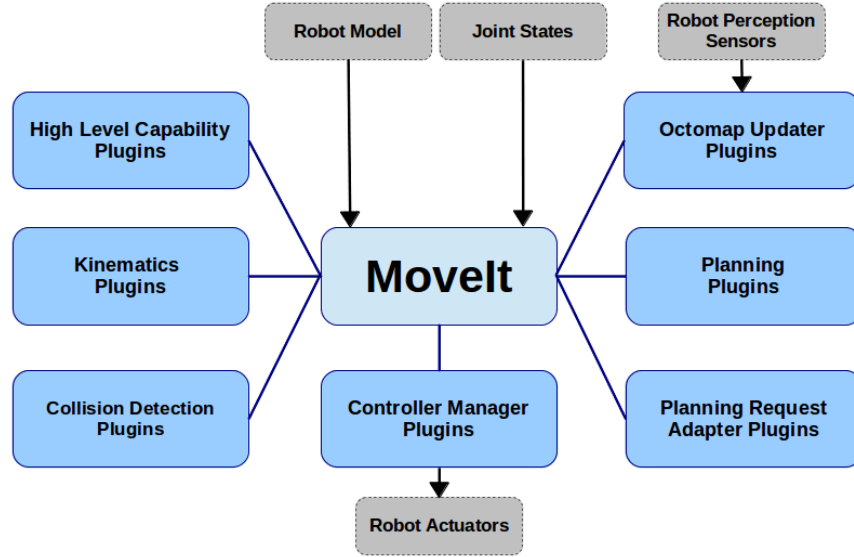 Robot Model
Joint States
Robot Perception
Sensors
High Level Capability
Plugins
Octomap Updater
Plugins
Kinematics
Plugins
MoveIt
Planning
Plugins
Collision Detection
Plugins
Controller Manager
Plugins
Planning Request
Adapter Plugins
Robot Actuators